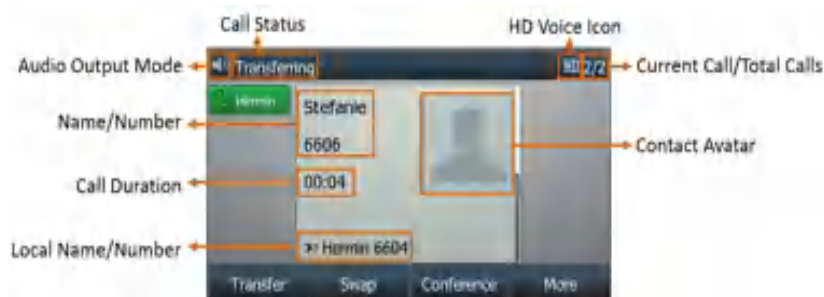 Call Status
HD Voice Icon
Audio Output Mode
Transferring
HD 2/2
Current Call/Total Calls
Hermin
Stefanie
Name/Number
6606
Contact Avatar
Call Duration
00:04
Local Name/Number
Hermin 6604
Transfer Swap Conference More